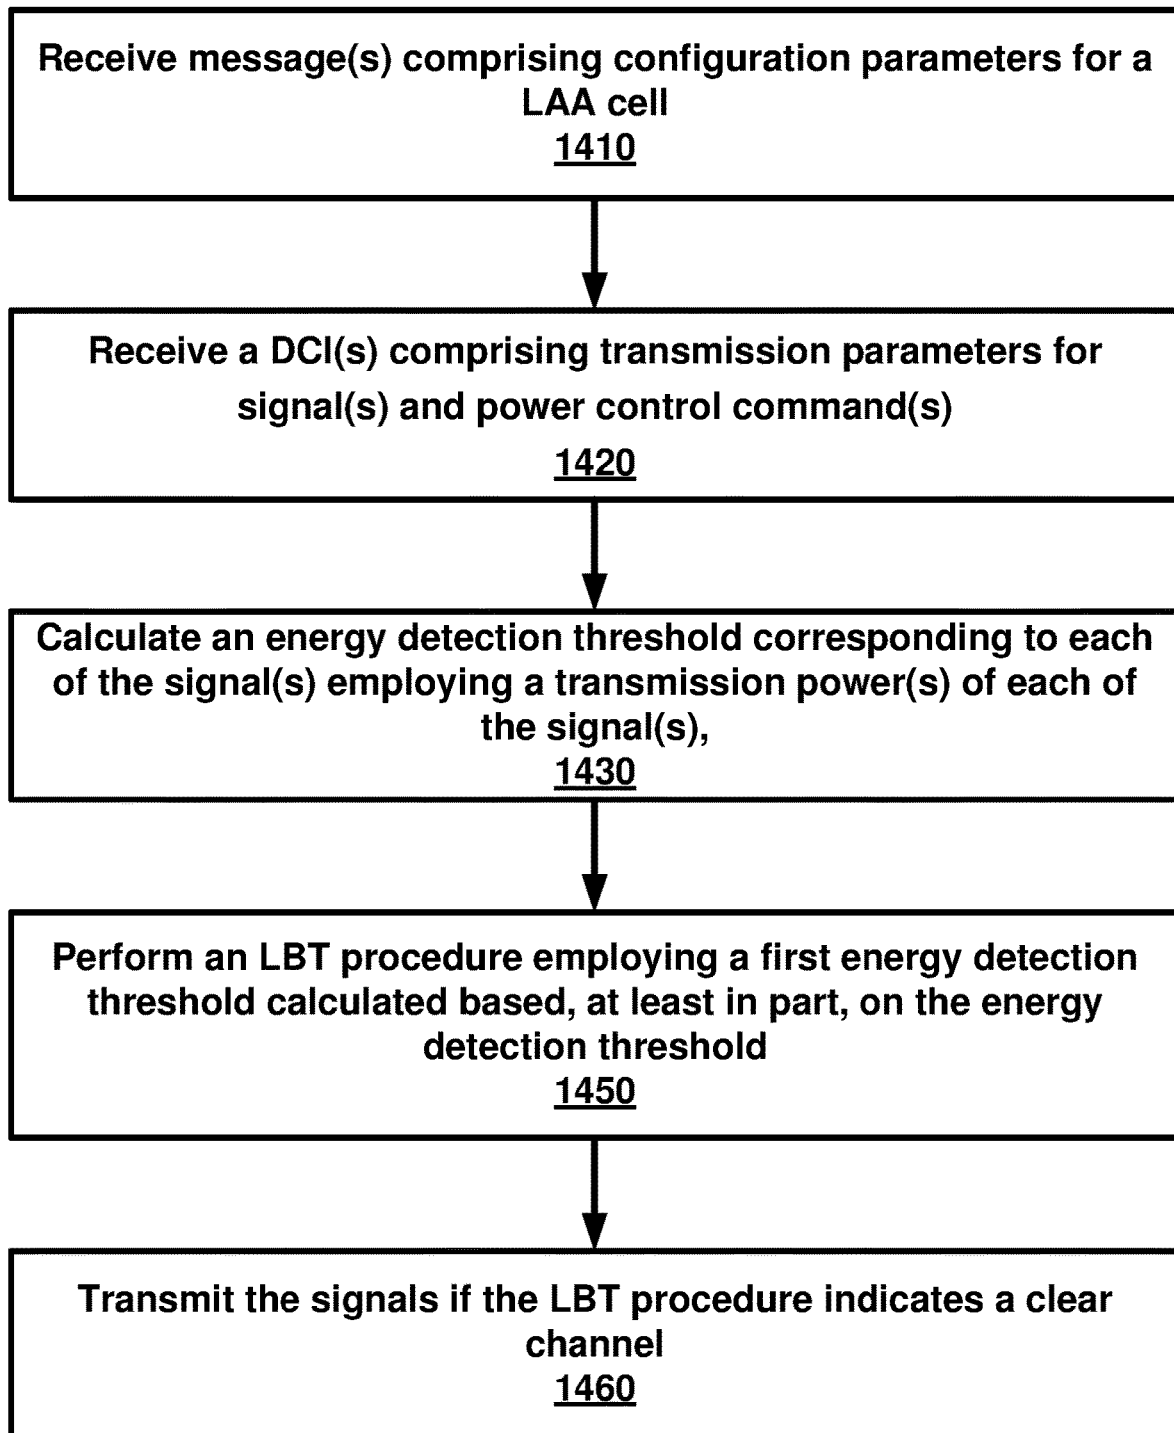 Receive message(s) comprising configuration parameters for a
LAA cell
1410
Receive a DCI(s) comprising transmission parameters for
signal(s) and power control command(s)
1420
Calculate an energy detection threshold corresponding to each
of the signal(s) employing a transmission power(s) of each of
the signal(s),
1430
Perform an LBT procedure employing a first energy detection
threshold calculated based, at least in part, on the energy
detection threshold
1450
Transmit the signals if the LBT procedure indicates a clear
channel
1460